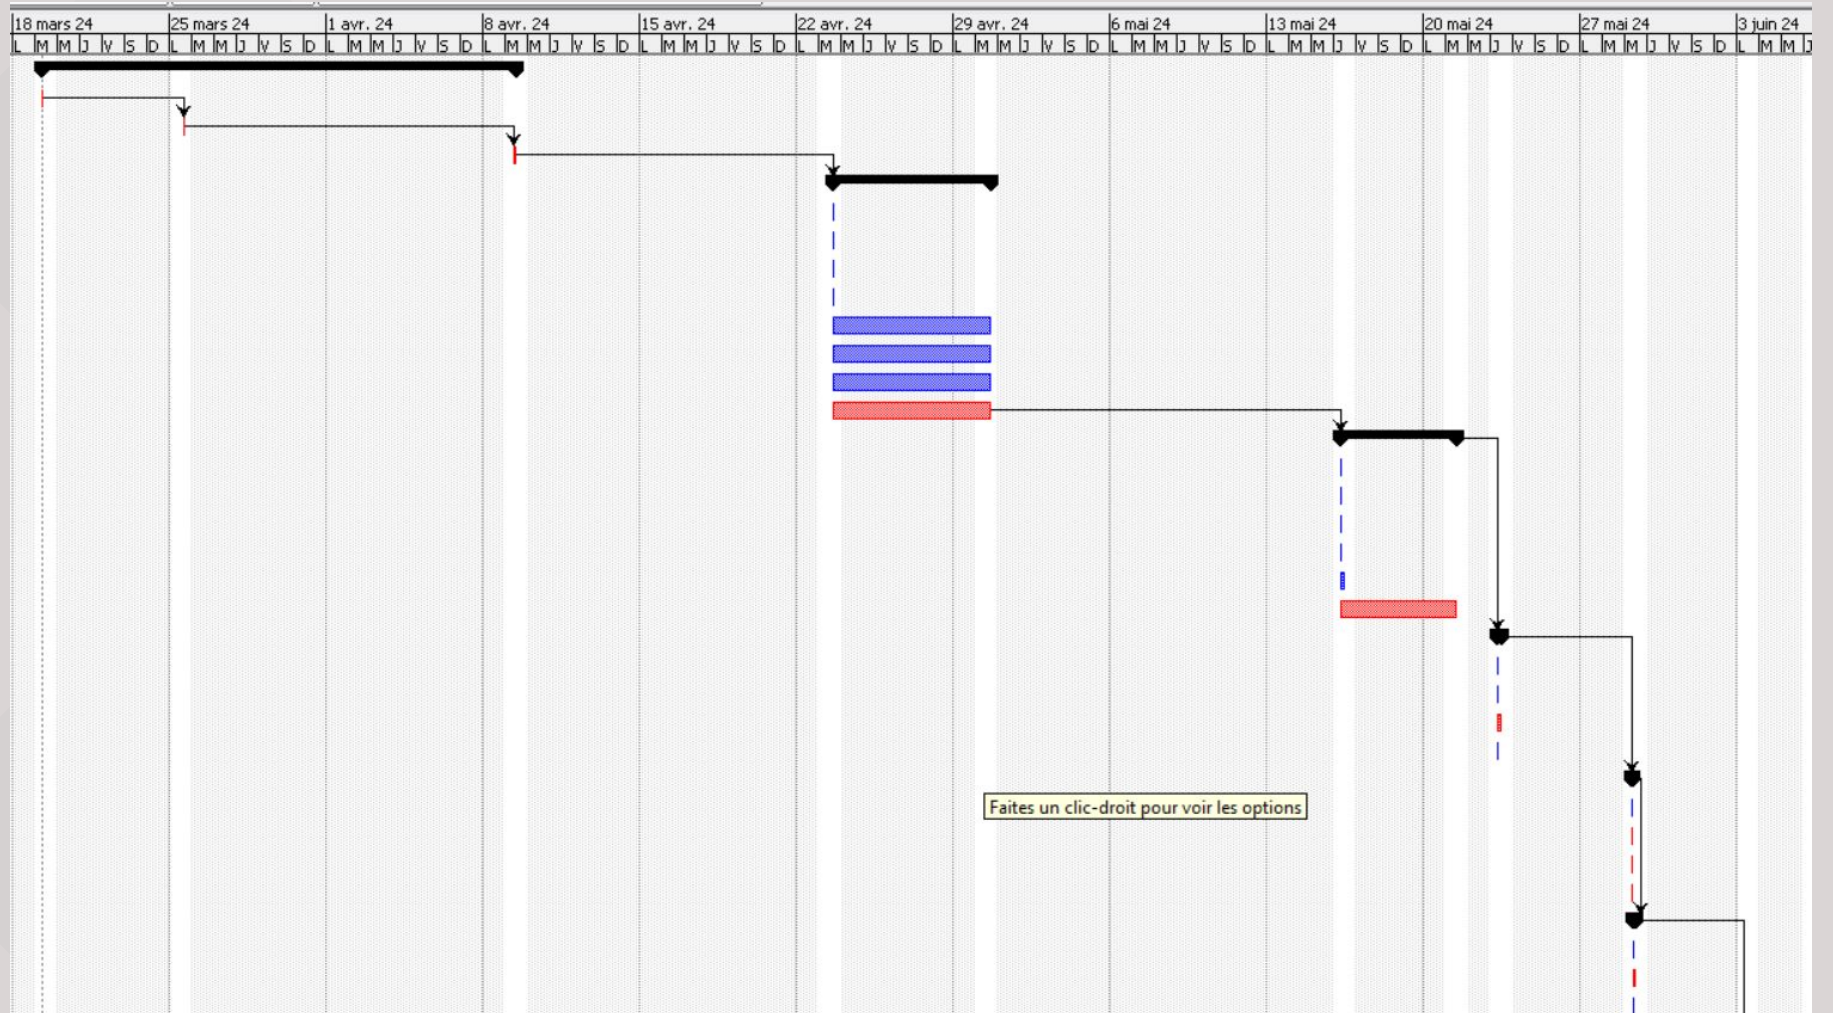 18 mars 24 25 mars 24 1 avr. 24 8 avr. 24 15 avr. 24 22 avr. 24 29 avr. 24 6 mai 24 13 mai 24 20 mai 24 27 mai 24 3 juin 24
L M M J V S D L M M J V S D L M M J V S D L M M J V S D L M M J V S D L M M J V S D L M M J V S D L M M J V S D L M M J V S D L M M J V S D L M M J V S D L M M J
Faites un clic-droit pour voir les options